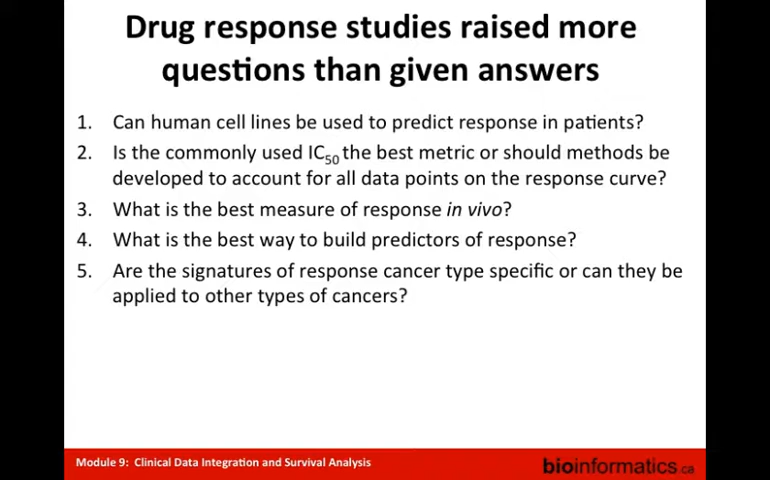 Drug response studies raised more
questions than given answers
1. Can human cell lines be used to predict response in patients?
2. Is the commonly used IC50 the best metric or should methods be
developed to account for all data points on the response curve?
3. What is the best measure of response in vivo?
4. What is the best way to build predictors of response?
5. Are the signatures of response cancer type specific or can they be
applied to other types of cancers?
Module 9: Clinical Data Integration and Survival Analysis
bioinformatics.ca